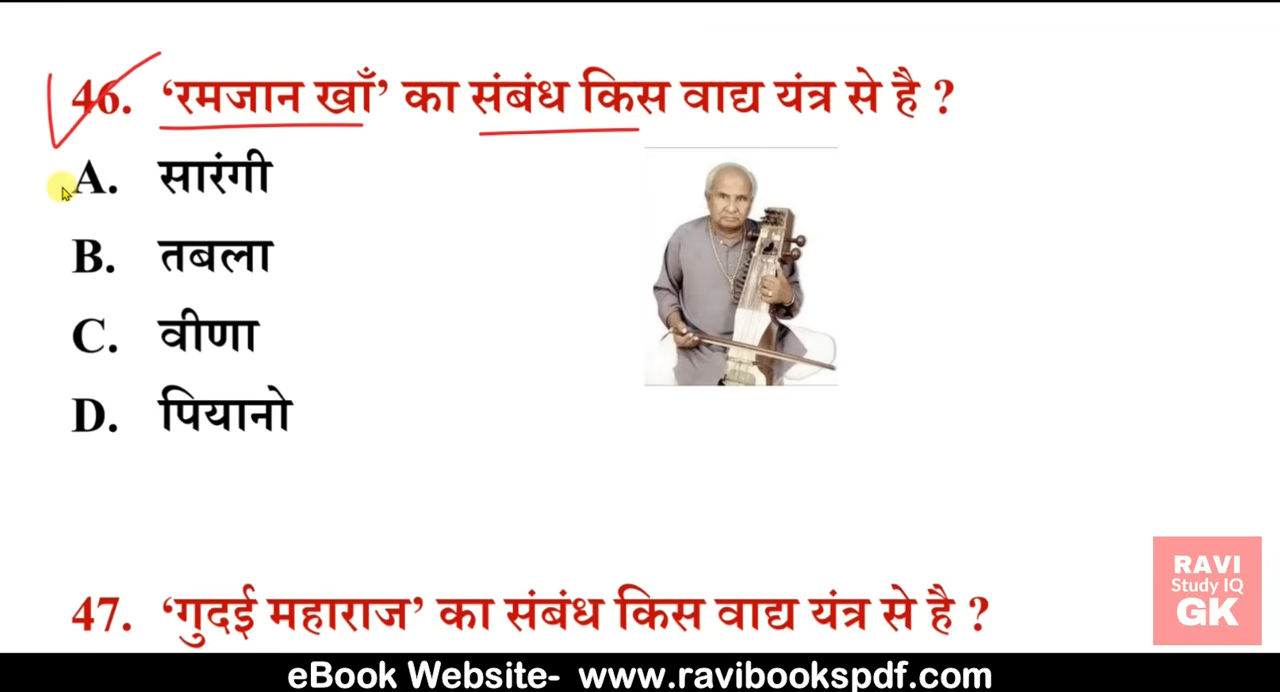 46. ‘रमजान खाँ’ का संबंध किस वाद्य यंत्र से है ?
A. सारंगी
B. तबला
C. वीणा
D. पियानो
47. ‘गुदई महाराज’ का संबंध किस वाद्य यंत्र से है ?
RAVI
Study IQ
GK
eBook Website- www.ravibookspdf.com